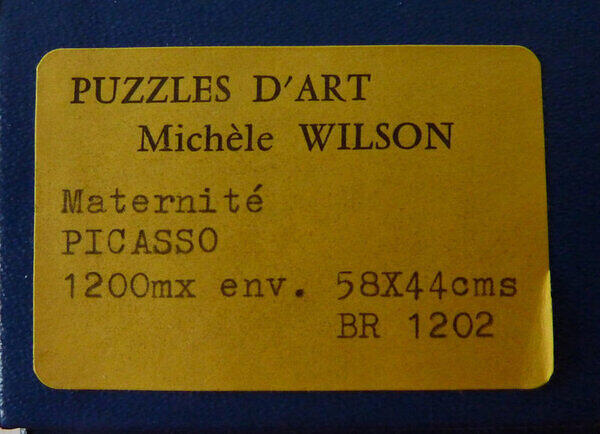 PUZZLES D'ART
Michèle WILSON
Maternité
PICASSO
1200mx env. 58X44cms
BR 1202